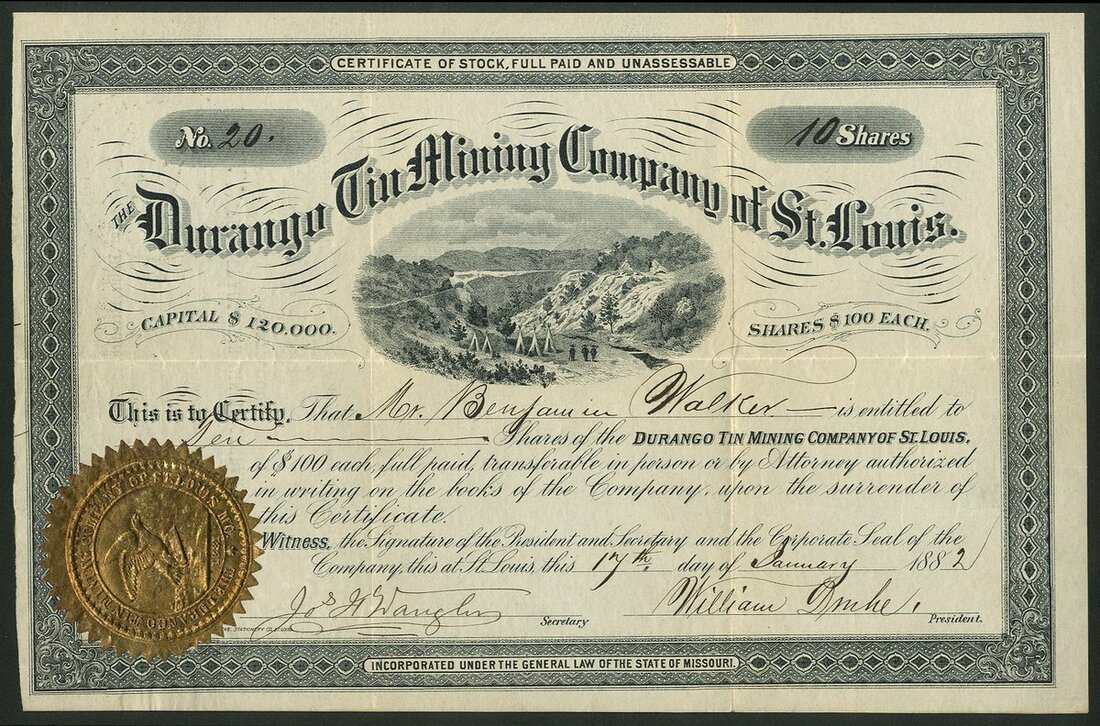 CERTIFICATE OF STOCK, FULL PAID AND UNASSESSABLE
No. 20.
10 Shares
THE Durango Tin Mining Company of St. Louis.
CAPITAL $ 120.000.
SHARES $ 100 EACH.
This is to Certify, That Mr. Benjamin Walker is entitled to
Ten Shares of the DURANGO TIN MINING COMPANY OF ST. LOUIS,
of $100 each, full paid, transferable in person or by Attorney authorized
in writing on the books of the Company, upon the surrender of
this Certificate.
Witness, the Signature of the President and Secretary and the Corporate Seal of the
Company, this at St. Louis, this 17th. day of January 1882
William
Secretary
President.
INCORPORATED UNDER THE GENERAL LAW OF THE STATE OF MISSOURI.